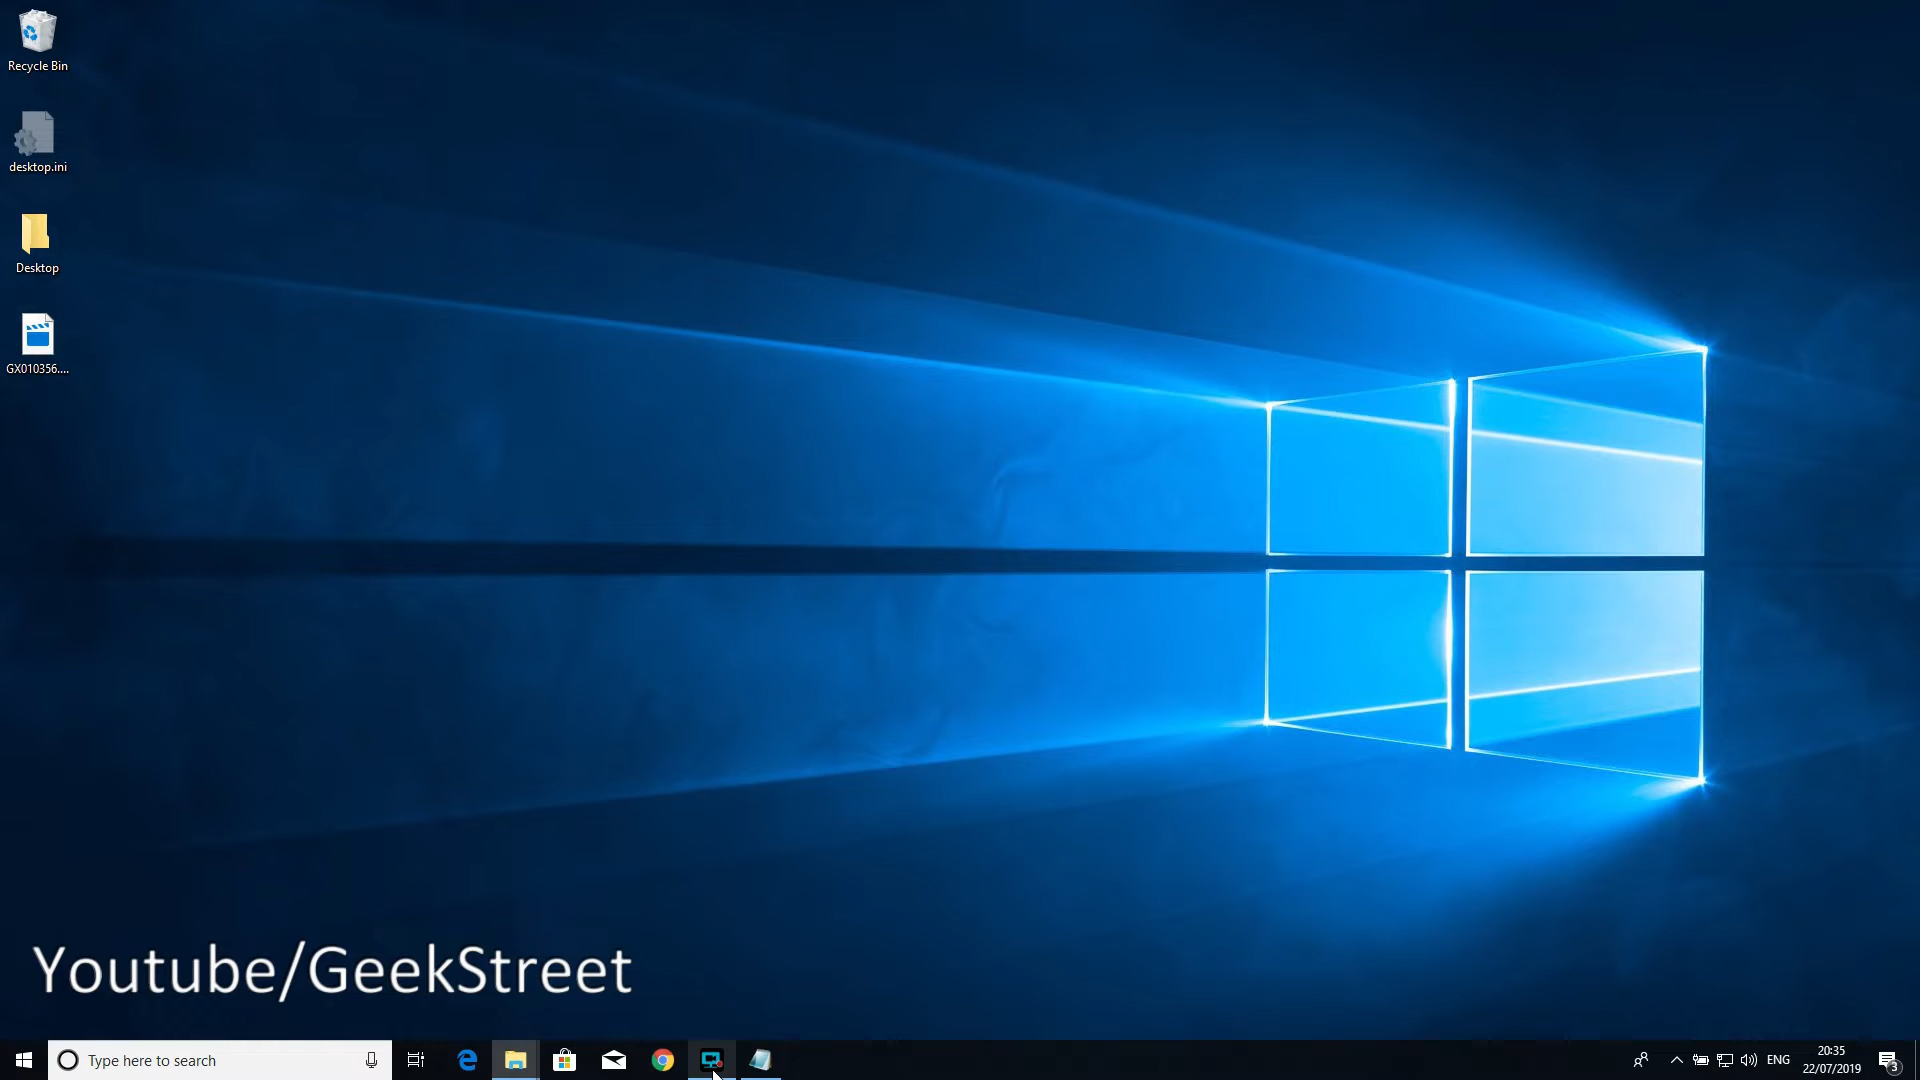 Recycle Bin
desktop.ini
Desktop
GX010356....
Youtube/GeekStreet
Type here to search
ENG
20:35
22/07/2019
3